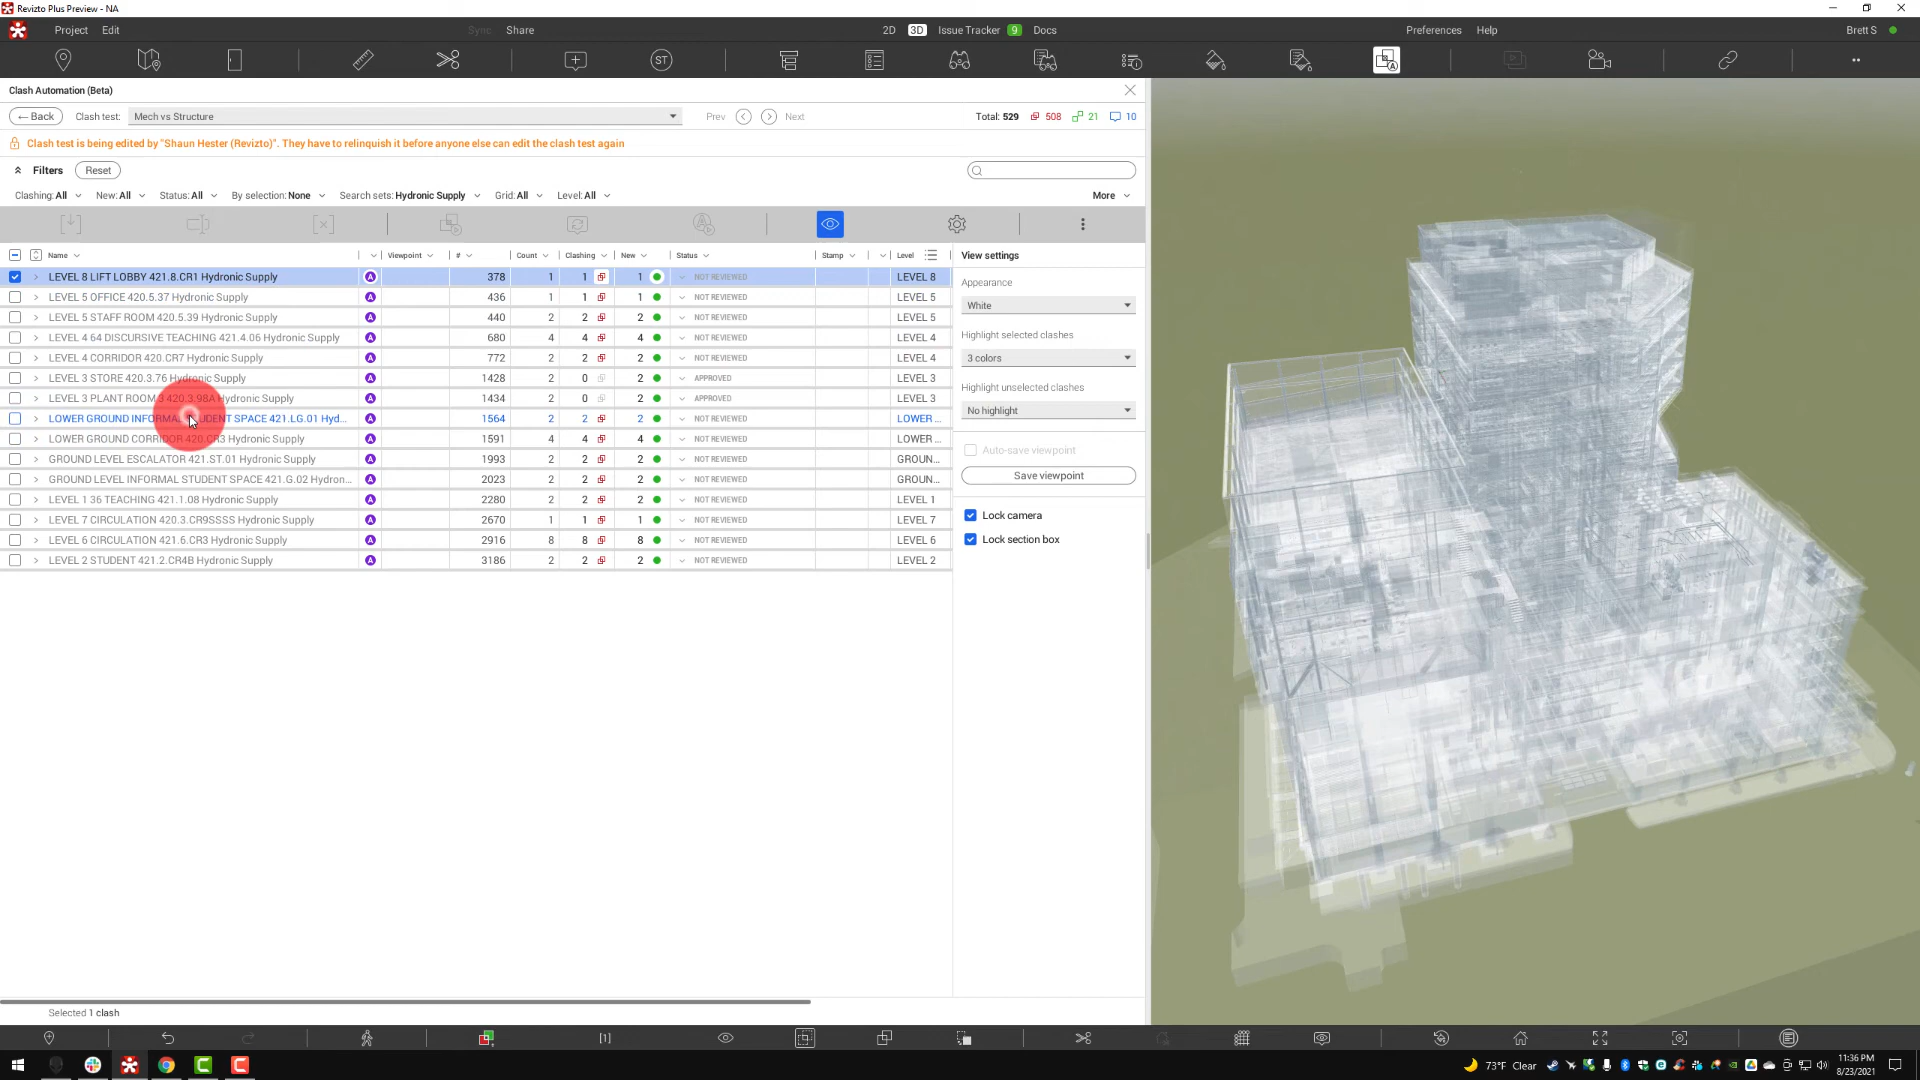 Revizto Plus Preview - NA
Project Edit Sync Share 2D 3D Issue Tracker 9 Docs Preferences Help Brett S
ST
Clash Automation (Beta)
← Back Clash test: Mech vs Structure Prev Next Total: 529 508 21 10
Clash test is being edited by "Shaun Hester (Revizto)". They have to relinquish it before anyone else can edit the clash test again
Filters Reset
Clashing: All New: All Status: All By selection: None Search sets: Hydronic Supply Grid: All Level: All More
Name Viewpoint # Count Clashing New Status Stamp Level
LEVEL 8 LIFT LOBBY 421.8.CR1 Hydronic Supply A 378 1 1 1 NOT REVIEWED LEVEL 8
LEVEL 5 OFFICE 420.5.37 Hydronic Supply A 436 1 1 1 NOT REVIEWED LEVEL 5
LEVEL 5 STAFF ROOM 420.5.39 Hydronic Supply A 440 2 2 2 NOT REVIEWED LEVEL 5
LEVEL 4 64 DISCURSIVE TEACHING 421.4.06 Hydronic Supply A 680 4 4 4 NOT REVIEWED LEVEL 4
LEVEL 4 CORRIDOR 420.CR7 Hydronic Supply A 772 2 2 2 NOT REVIEWED LEVEL 4
LEVEL 3 STORE 420.3.76 Hydronic Supply A 1428 2 0 2 APPROVED LEVEL 3
LEVEL 3 PLANT ROOM 3 420.3.98A Hydronic Supply A 1434 2 0 2 APPROVED LEVEL 3
LOWER GROUND INFORMAL STUDENT SPACE 421.LG.01 Hyd... A 1564 2 2 2 NOT REVIEWED LOWER ...
LOWER GROUND CORRIDOR 420.CR3 Hydronic Supply A 1591 4 4 4 NOT REVIEWED LOWER ...
GROUND LEVEL ESCALATOR 421.ST.01 Hydronic Supply A 1993 2 2 2 NOT REVIEWED GROUN...
GROUND LEVEL INFORMAL STUDENT SPACE 421.G.02 Hydron... A 2023 2 2 2 NOT REVIEWED GROUN...
LEVEL 1 36 TEACHING 421.1.08 Hydronic Supply A 2280 2 2 2 NOT REVIEWED LEVEL 1
LEVEL 7 CIRCULATION 420.3.CR9SSSS Hydronic Supply A 2670 1 1 1 NOT REVIEWED LEVEL 7
LEVEL 6 CIRCULATION 421.6.CR3 Hydronic Supply A 2916 8 8 8 NOT REVIEWED LEVEL 6
LEVEL 2 STUDENT 421.2.CR4B Hydronic Supply A 3186 2 2 2 NOT REVIEWED LEVEL 2
View settings
Appearance
White
Highlight selected clashes
3 colors
Highlight unselected clashes
No highlight
Auto-save viewpoint
Save viewpoint
Lock camera
Lock section box
Selected 1 clash
[1]
73°F Clear
11:36 PM
8/23/2021